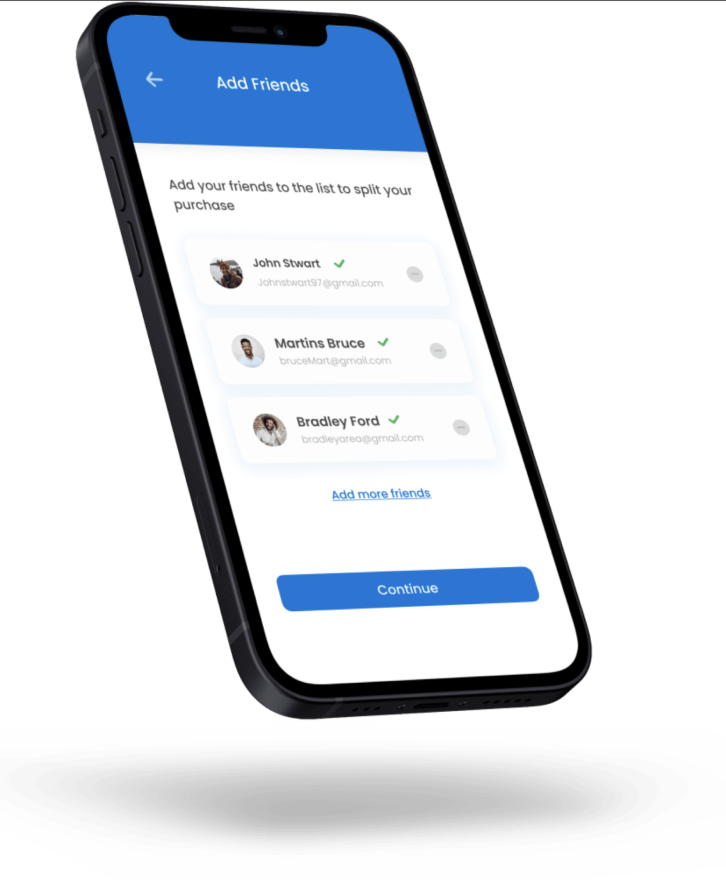 Add Friends
Add your friends to the list to split your
purchase
John Stwart
Johnstwart97@gmail.com
Martins Bruce
bruceMart@gmail.com
Bradley Ford
bradleyarea@gmail.com
Add more friends
Continue